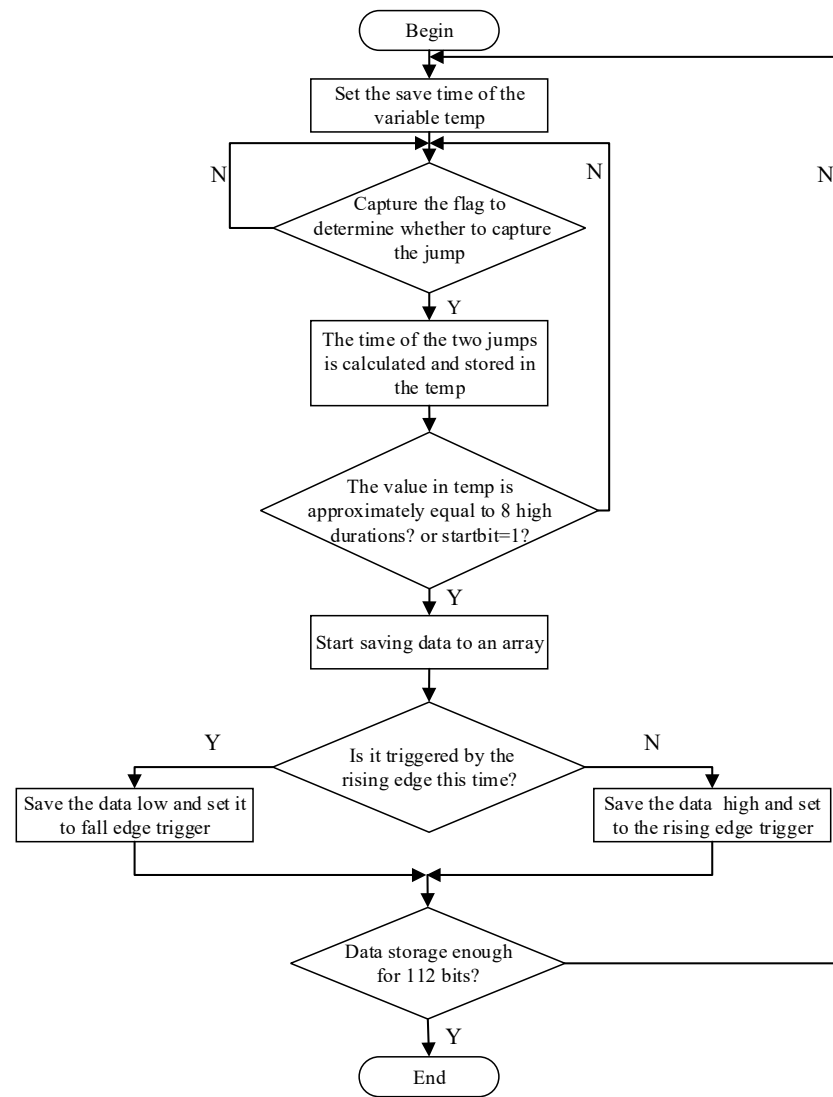 Begin
Set the save time of the
variable temp
N
N
N
Capture the flag to
determine whether to capture
the jump
Y
The time of the two jumps
is calculated and stored in
the temp
The value in temp is
approximately equal to 8 high
durations? or startbit=1?
Y
Start saving data to an array
Y
N
Is it triggered by the
rising edge this time?
Save the data low and set it
to fall edge trigger
Save the data high and set
to the rising edge trigger
Data storage enough
for 112 bits?
Y
End